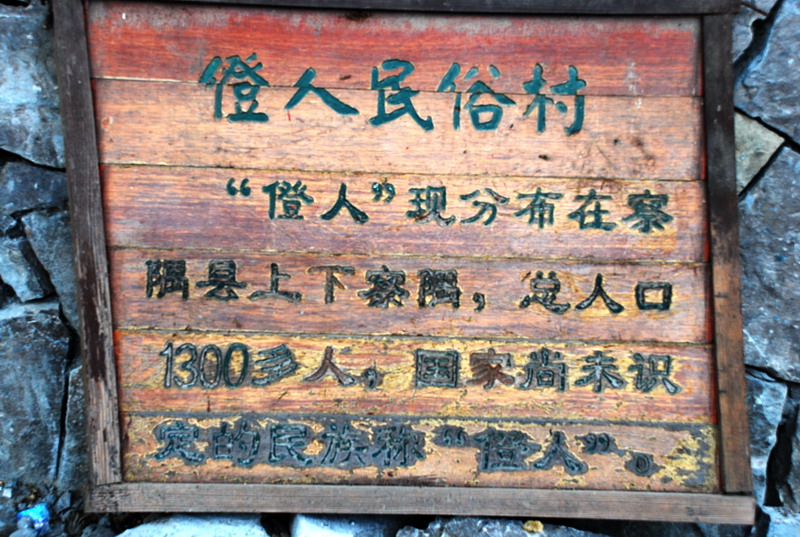 僜人民俗村
“僜人”现分布在察
隅县上下察隅，总人口
1300多人，国家尚未识
定的民族称“僜人”。